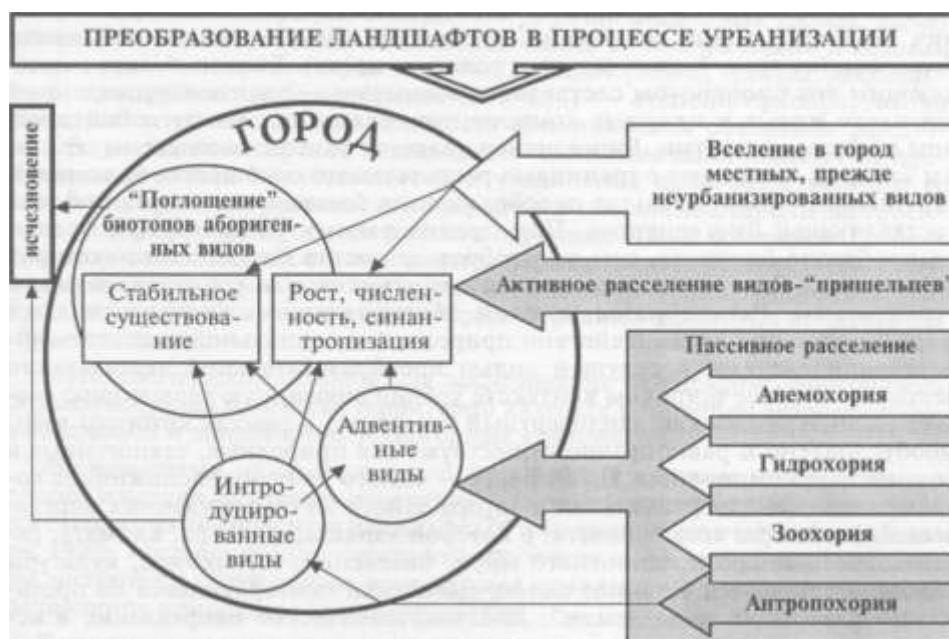 ПРЕОБРАЗОВАНИЕ ЛАНДШАФТОВ В ПРОЦЕССЕ УРБАНИЗАЦИИ
ГОРОД
Исчезновение
"Поглощение"
биотопов абориген-
ных видов
Стабильное
существова-
ние
Рост, числен-
ность, синан-
тропизация
Адвентив-
ные
виды
Интро-
дуциро-
ванные
виды
Вселение в город
местных, прежде
неурбанизированных видов
Активное расселение видов-"пришельцев"
Пассивное расселение
Анемохория
Гидрохория
Зоохория
Антропохория